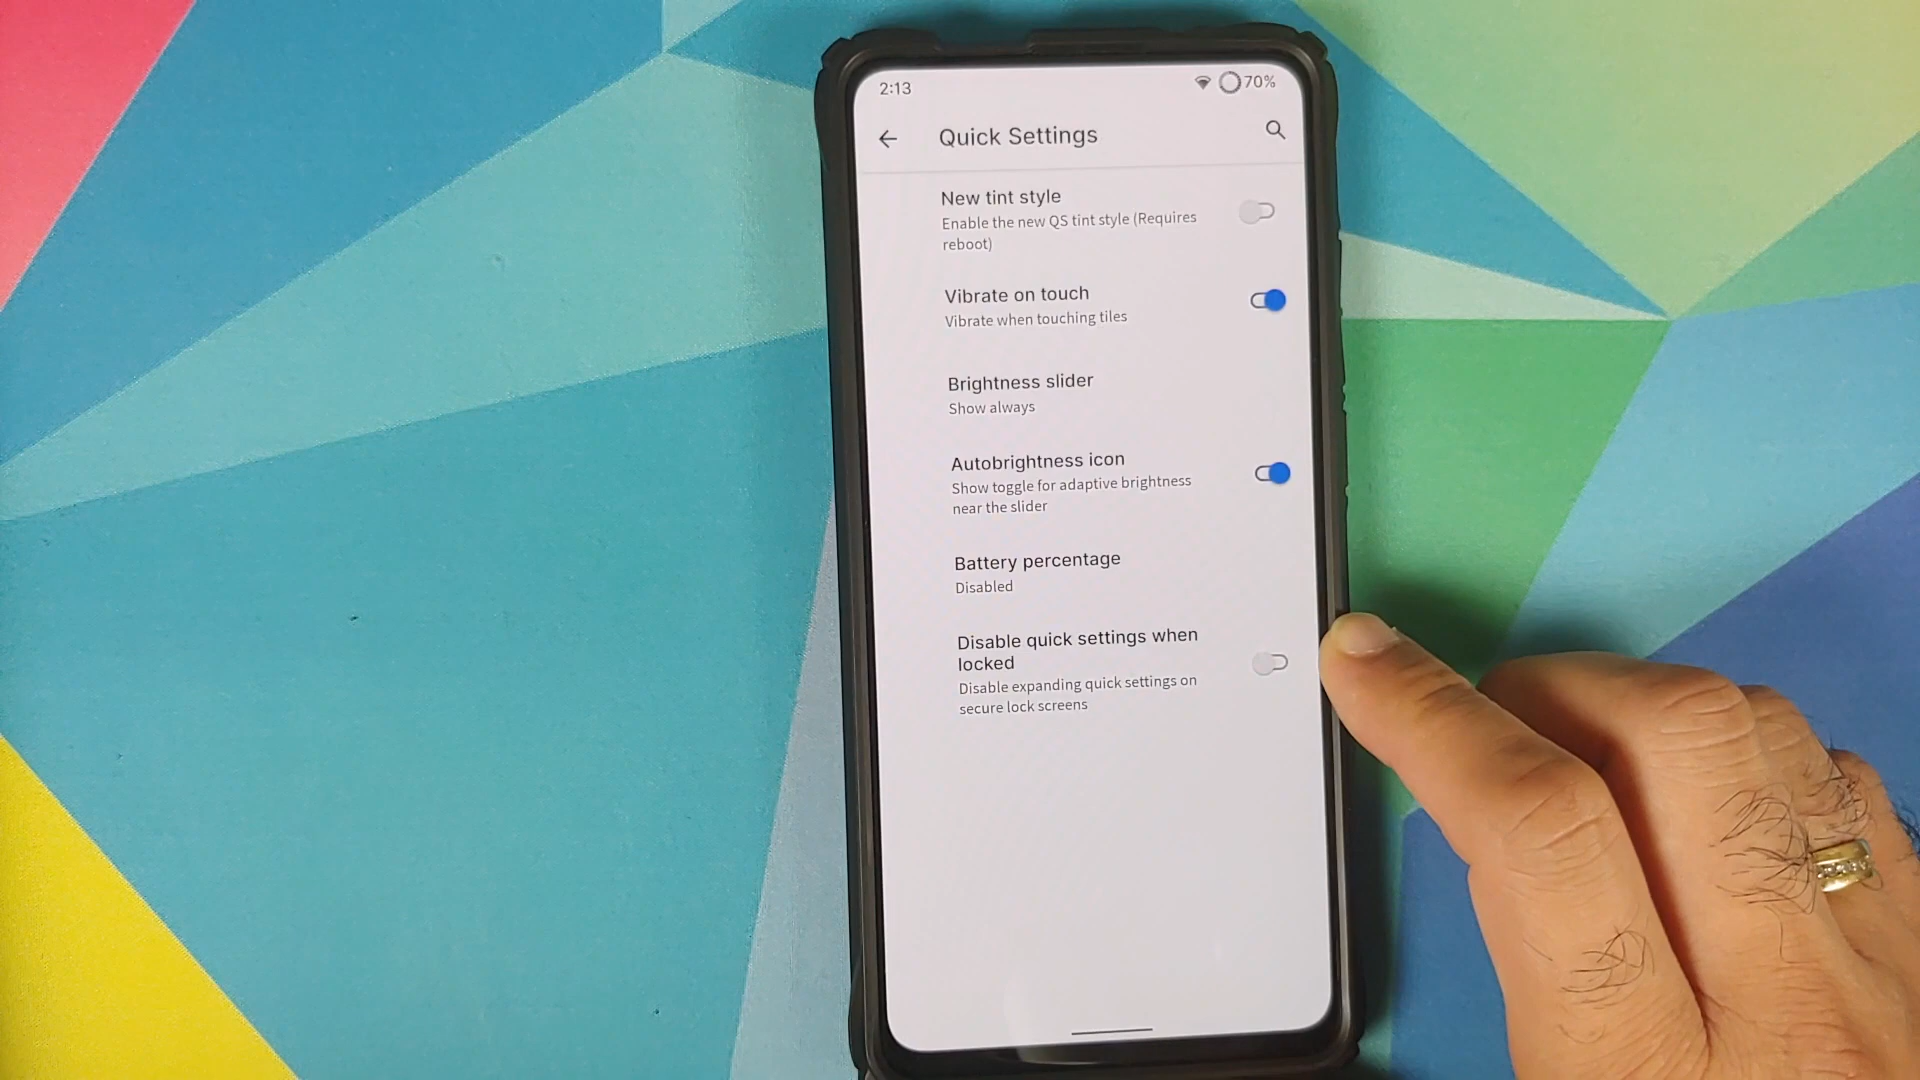 2:13
70%
Quick Settings
New tint style
Enable the new QS tint style (Requires
reboot)
Vibrate on touch
Vibrate when touching tiles
Brightness slider
Show always
Autobrightness icon
Show toggle for adaptive brightness
near the slider
Battery percentage
Disabled
Disable quick settings when
locked
Disable expanding quick settings on
secure lock screens